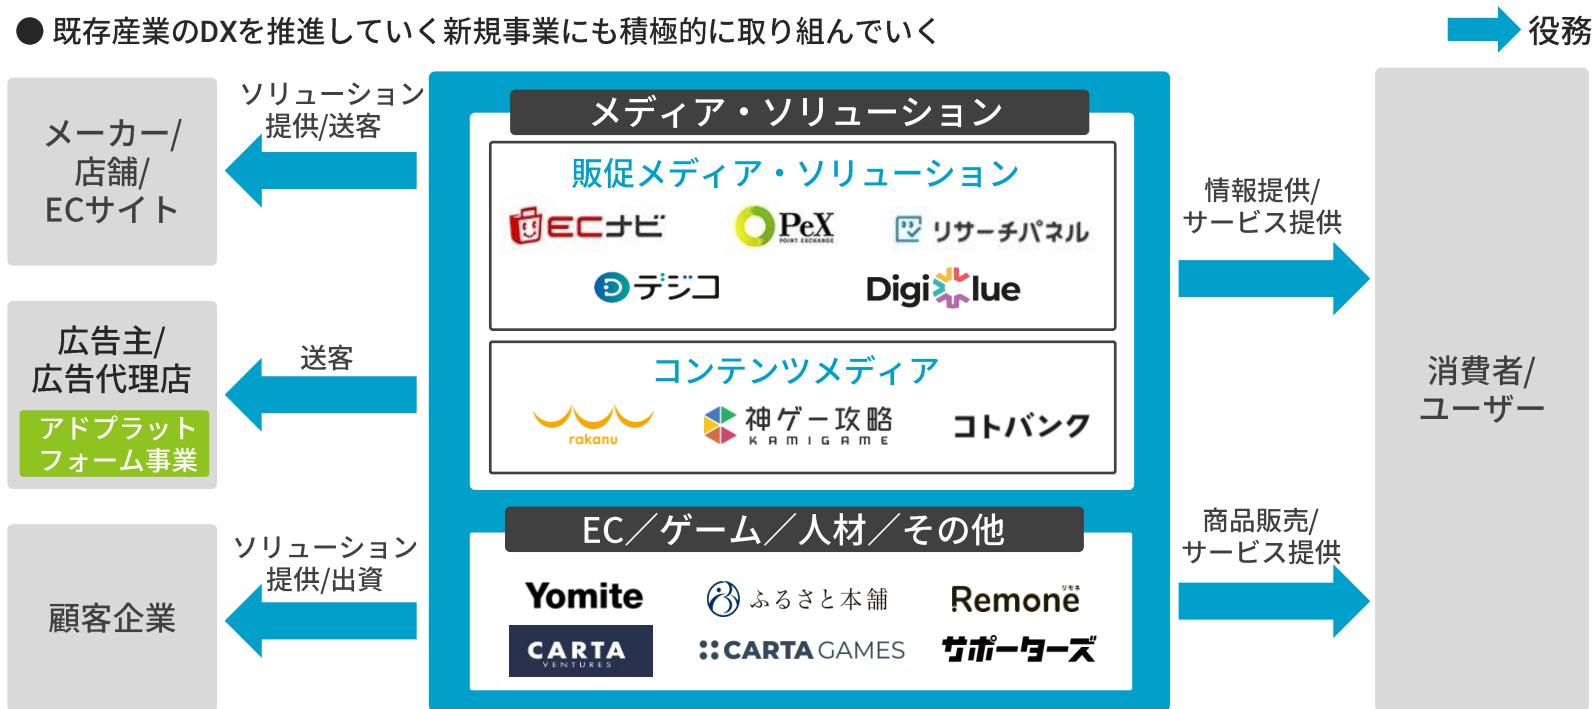 ● 既存産業のDXを推進していく新規事業にも積極的に取り組んでいく
役務
メーカー/
店舗/
ECサイト
ソリューション
提供/送客
広告主/
広告代理店
アドプラット
フォーム事業
送客
顧客企業
ソリューション
提供/出資
メディア・ソリューション
販促メディア・ソリューション
ECナビ
PeX
POINT EXCHANGE
リサーチパネル
デジコ
Digiclue
コンテンツメディア
rakanu
神ゲー攻略
KAMIGAME
コトバンク
EC／ゲーム／人材／その他
Yomite
ふるさと本舗
リモネ
Remone
CARTA
VENTURES
CARTA GAMES
サポーターズ
情報提供/
サービス提供
商品販売/
サービス提供
消費者/
ユーザー